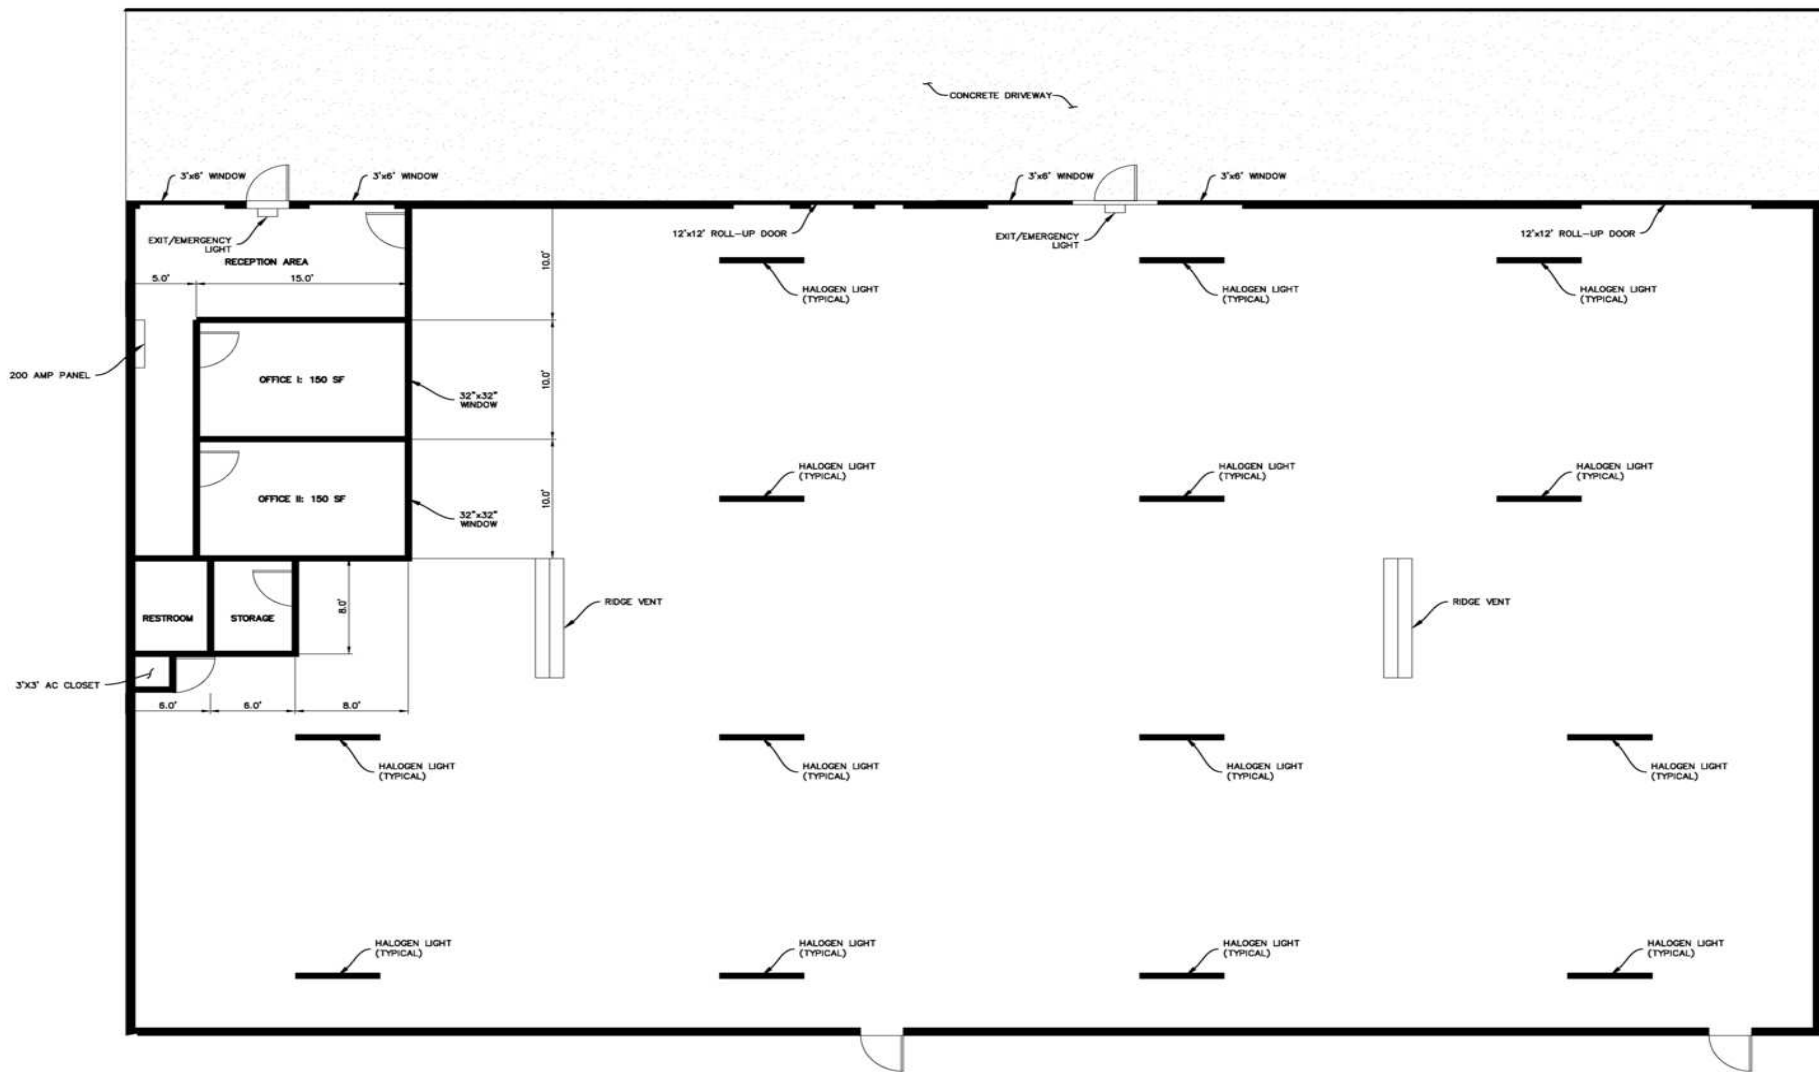 CONCRETE DRIVEWAY
3'x6' WINDOW
3'x6' WINDOW
3'x6' WINDOW
3'x6' WINDOW
EXIT/EMERGENCY
LIGHT
12'x12' ROLL-UP DOOR
EXIT/EMERGENCY
LIGHT
12'x12' ROLL-UP DOOR
RECEPTION AREA
5.0'
15.0'
10.0'
HALOGEN LIGHT
(TYPICAL)
HALOGEN LIGHT
(TYPICAL)
HALOGEN LIGHT
(TYPICAL)
200 AMP PANEL
OFFICE I: 150 SF
10.0'
32"x32"
WINDOW
HALOGEN LIGHT
(TYPICAL)
HALOGEN LIGHT
(TYPICAL)
HALOGEN LIGHT
(TYPICAL)
OFFICE II: 150 SF
10.0'
32"x32"
WINDOW
RESTROOM
STORAGE
8.0'
RIDGE VENT
RIDGE VENT
3'X3' AC CLOSET
6.0'
6.0'
8.0'
HALOGEN LIGHT
(TYPICAL)
HALOGEN LIGHT
(TYPICAL)
HALOGEN LIGHT
(TYPICAL)
HALOGEN LIGHT
(TYPICAL)
HALOGEN LIGHT
(TYPICAL)
HALOGEN LIGHT
(TYPICAL)
HALOGEN LIGHT
(TYPICAL)
HALOGEN LIGHT
(TYPICAL)